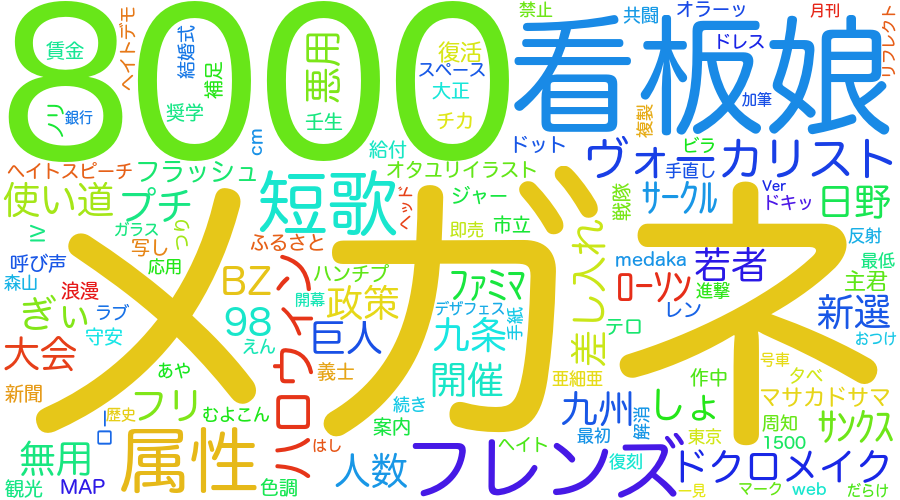 8000
看板娘
メガネ
禁止
共闘
オラーッ
月刊
ドレス
リフレクト
ヘイトデモ
賃金
結婚式
補足
悪用
復活
スペース
大正
チカ
ノツ
銀行
奨学
壬生
cm
給付
ドット
複製
加筆
ビラ
手直し
ヴォーカリスト
ヘイトスピーチ
フラッシュ
オタユリイラスト
使い道
プチ
短歌
ヘッド
ジャー
戦隊
サークル
Ver
ドキッ
日野
≥
ガラス
つり
写し
ふるさと
即売
市立
差し入れ
反射
呼び声
応用
森山
浪漫
ラブ
BZ
ハンチプ
ファミマ
medaka
若者
最低
主君
ローソン
進撃
開幕
政策
デザフェス
手紙
レン
新選
ぎぃ
守安
98
えん
巨人
九条
テロ
おつけ
大会
ハロウィン
あや
義士
開催
亜細亜
号車
夕べ
作中
新聞
フリ
むよこん
続き
九州
しょ
マサカドサマ
歴史
ロー
案内
最初
解消
東京
周知
サンクス
1500
無用
属性
はし
人数
フレンズ
ヘイト
復刻
ドクロメイク
観光
MAP
色調
一見
マーク
web
だらけ